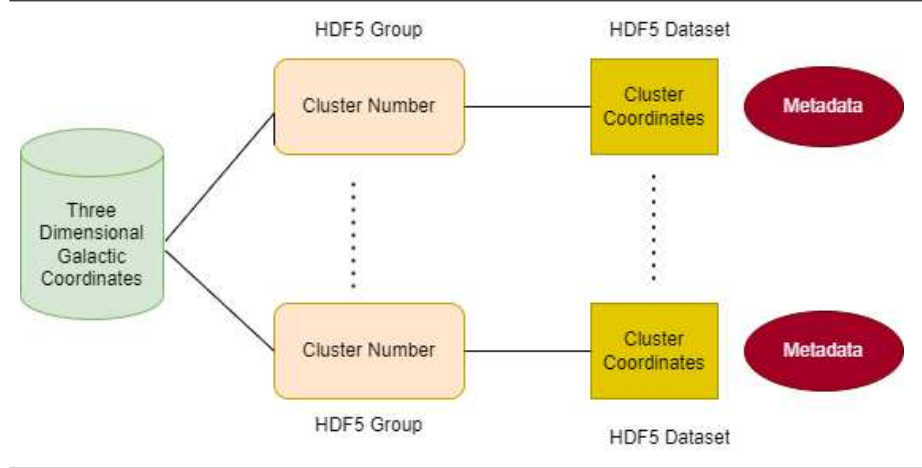 HDF5 Group
HDF5 Dataset
Cluster Number
Cluster
Coordinates
Metadata
Three
Dimensional
Galactic
Coordinates
Cluster Number
Cluster
Coordinates
Metadata
HDF5 Group
HDF5 Dataset